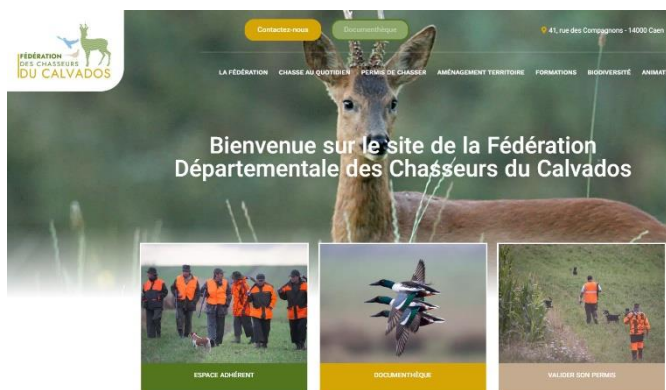 Contactez-nous
Documenthèque
41, rue des Compagnons - 14000 Caen
FÉDÉRATION
DES CHASSEURS
DU CALVADOS
LA FÉDÉRATION CHASSE AU QUOTIDIEN PERMIS DE CHASSER AMÉNAGEMENT TERRITOIRE FORMATIONS BIODIVERSITÉ ANIMAT
Bienvenue sur le site de la Fédération
Départementale des Chasseurs du Calvados
ESPACE ADHÉRENT
DOCUMENTHÈQUE
VALIDER SON PERMIS